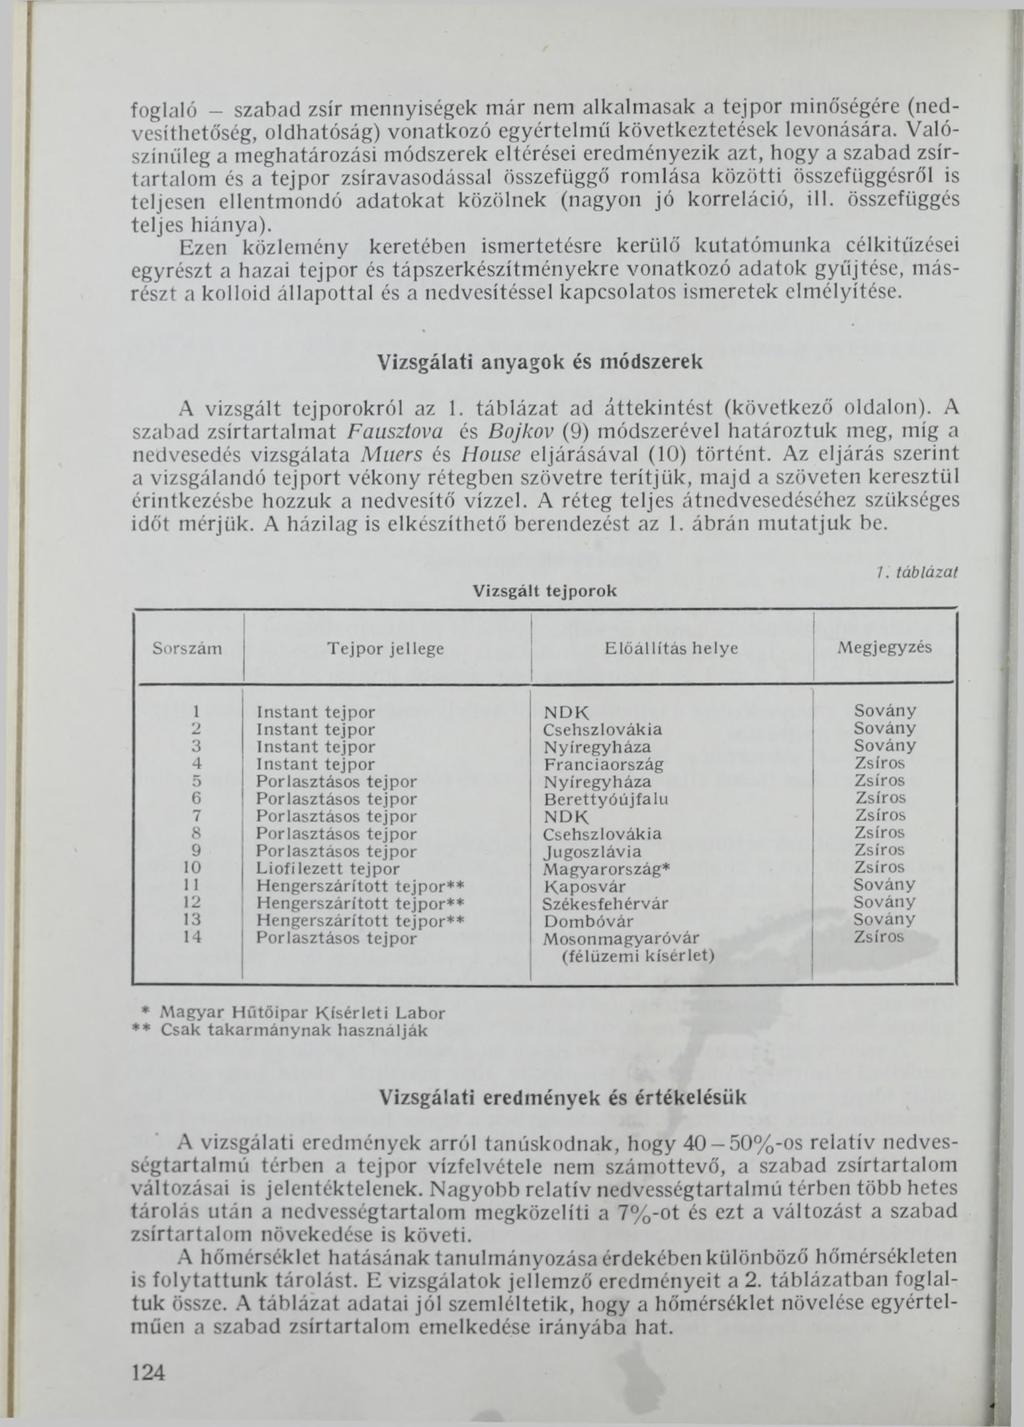 foglaló — szabad zsír mennyiségek már nem alkalmasak a tejpor minőségére (ned-
vesíthetőség, oldhatóság) vonatkozó egyértelmű következtetések levonására. Való-
színűleg a meghatározási módszerek eltérései eredményezik azt, hogy a szabad zsír-
tartalom és a tejpor zsíravasodással összefüggő romlása közötti összefüggésről is
teljesen ellentmondó adatokat közölnek (nagyon jó korreláció, ill. összefüggés
teljes hiánya).
Ezen közlemény keretében ismertetésre kerülő kutatómunka célkitűzései
egyrészt a hazai tejpor és tápszerkészítményekre vonatkozó adatok gyűjtése, más-
részt a kolloid állapottal és a nedvesítéssel kapcsolatos ismeretek elmélyítése.
Vizsgálati anyagok és módszerek
A vizsgált tejporokról az 1. táblázat ad áttekintést (következő oldalon). A
szabad zsírtartalmat Fausztova és Bojkov (9) módszerével határoztuk meg, míg a
nedvesedés vizsgálata Muers és House eljárásával (10) történt. Az eljárás szerint
a vizsgálandó tejport vékony rétegben szövetre terítjük, majd a szöveten keresztül
érintkezésbe hozzuk a nedvesítő vízzel. A réteg teljes átnedvesedéséhez szükséges
időt mérjük. A házilag is elkészíthető berendezést az 1. ábrán mutatjuk be.
1. táblázat
Vizsgált tejporok
Sorszám Tejpor jellege Előállítás helye Megjegyzés
1 Instant tejpor NDK Sovány
2 Instant tejpor Csehszlovákia Sovány
3 Instant tejpor Nyíregyháza Sovány
4 Instant tejpor Franciaország Zsíros
5 Porlasztásos tejpor Nyíregyháza Zsíros
6 Porlasztásos tejpor Berettyóújfalu Zsíros
7 Porlasztásos tejpor NDK Zsíros
8 Porlasztásos tejpor Csehszlovákia Zsíros
9 Porlasztásos tejpor Jugoszlávia Zsíros
10 Liofilezett tejpor Magyarország* Zsíros
11 Hengerszárított tejpor** Kaposvár Sovány
12 Hengerszárított tejpor** Székesfehérvár Sovány
13 Hengerszárított tejpor** Dombóvár Sovány
14 Porlasztásos tejpor Mosonmagyaróvár Zsíros
(félüzemi kísérlet)
* Magyar Hűtőipar Kísérleti Labor
** Csak takarmánynak használják
Vizsgálati eredmények és értékelésük
A vizsgálati eredmények arról tanúskodnak, hogy 40—50%-os relatív nedves-
ségtartalmú térben a tejpor vízfelvétele nem számottevő, a szabad zsírtartalom
változásai is jelentéktelenek. Nagyobb relatív nedvességtartalmú térben több hetes
tárolás után a nedvességtartalom megközelíti a 7%-ot és ezt a változást a szabad
zsírtartalom növekedése is követi.
A hőmérséklet hatásának tanulmányozása érdekében különböző hőmérsékleten
is folytattunk tárolást. E vizsgálatok jellemző eredményeit a 2. táblázatban foglal-
tuk össze. A táblázat adatai jól szemléltetik, hogy a hőmérséklet növelése egyértel-
műen a szabad zsírtartalom emelkedése irányába hat.
124